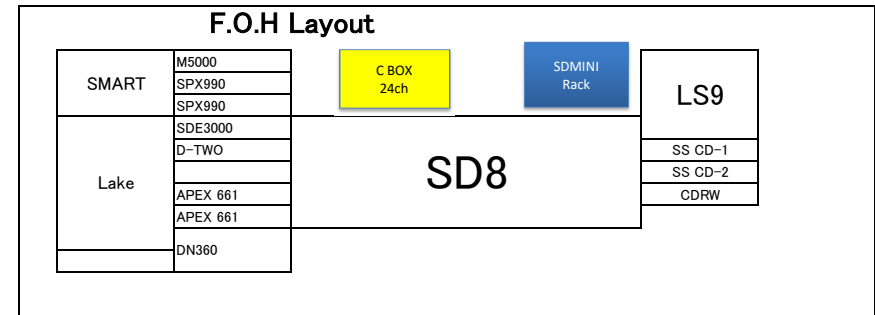 F.O.H Layout
SMART
M5000
SPX990
SPX990
C BOX
24ch
SDMINI
Rack
LS9
Lake
SDE3000
D-TWO
APEX 661
APEX 661
DN360
SD8
SS CD-1
SS CD-2
CDRW